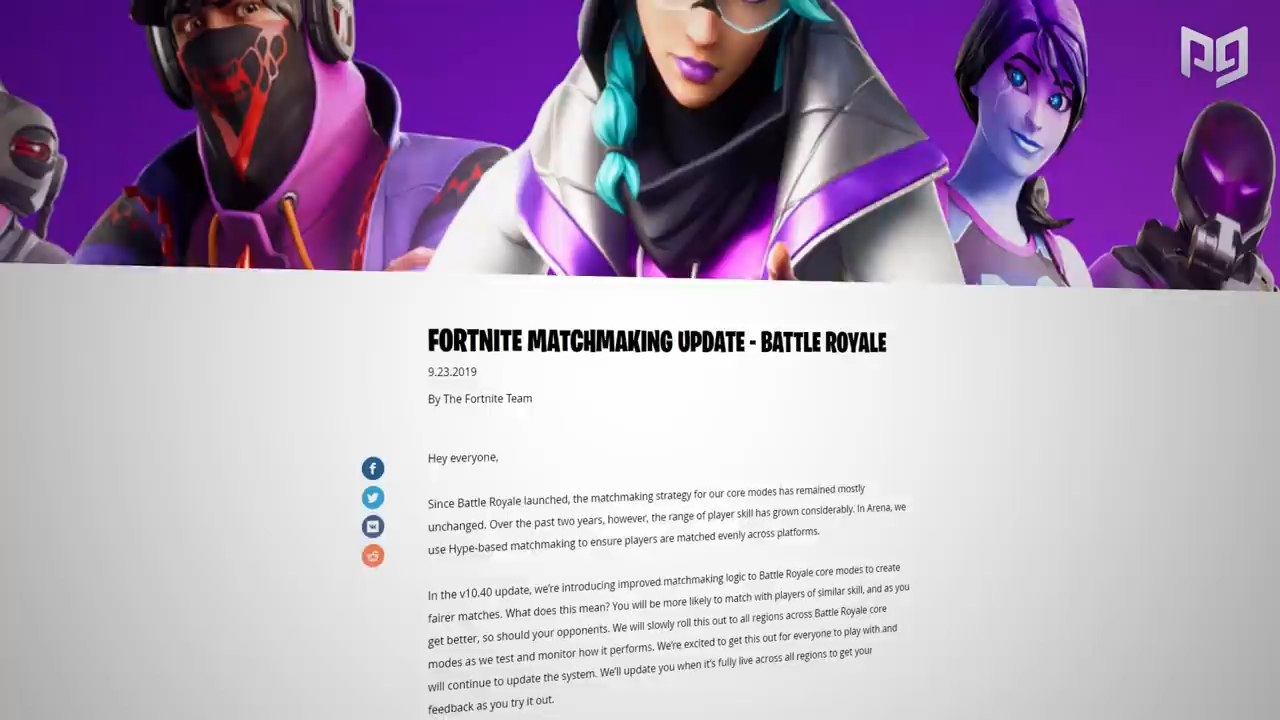 PG
FORTNITE MATCHMAKING UPDATE - BATTLE ROYALE
9.23.2019
By The Fortnite Team
Hey everyone,
Since Battle Royale launched, the matchmaking strategy for our core modes has remained mostly
unchanged. Over the past two years, however, the range of player skill has grown considerably. In Arena, we
use Hype-based matchmaking to ensure players are matched evenly across platforms.
In the v10.40 update, we're introducing improved matchmaking logic to Battle Royale core modes to create
fairer matches. What does this mean? You will be more likely to match with players of similar skill, and as you
get better, so should your opponents. We will slowly roll this out to all regions across Battle Royale core
modes as we test and monitor how it performs. We're excited to get this out for everyone to play with and
will continue to update the system. We'll update you when it's fully live across all regions to get your
feedback as you try it out.